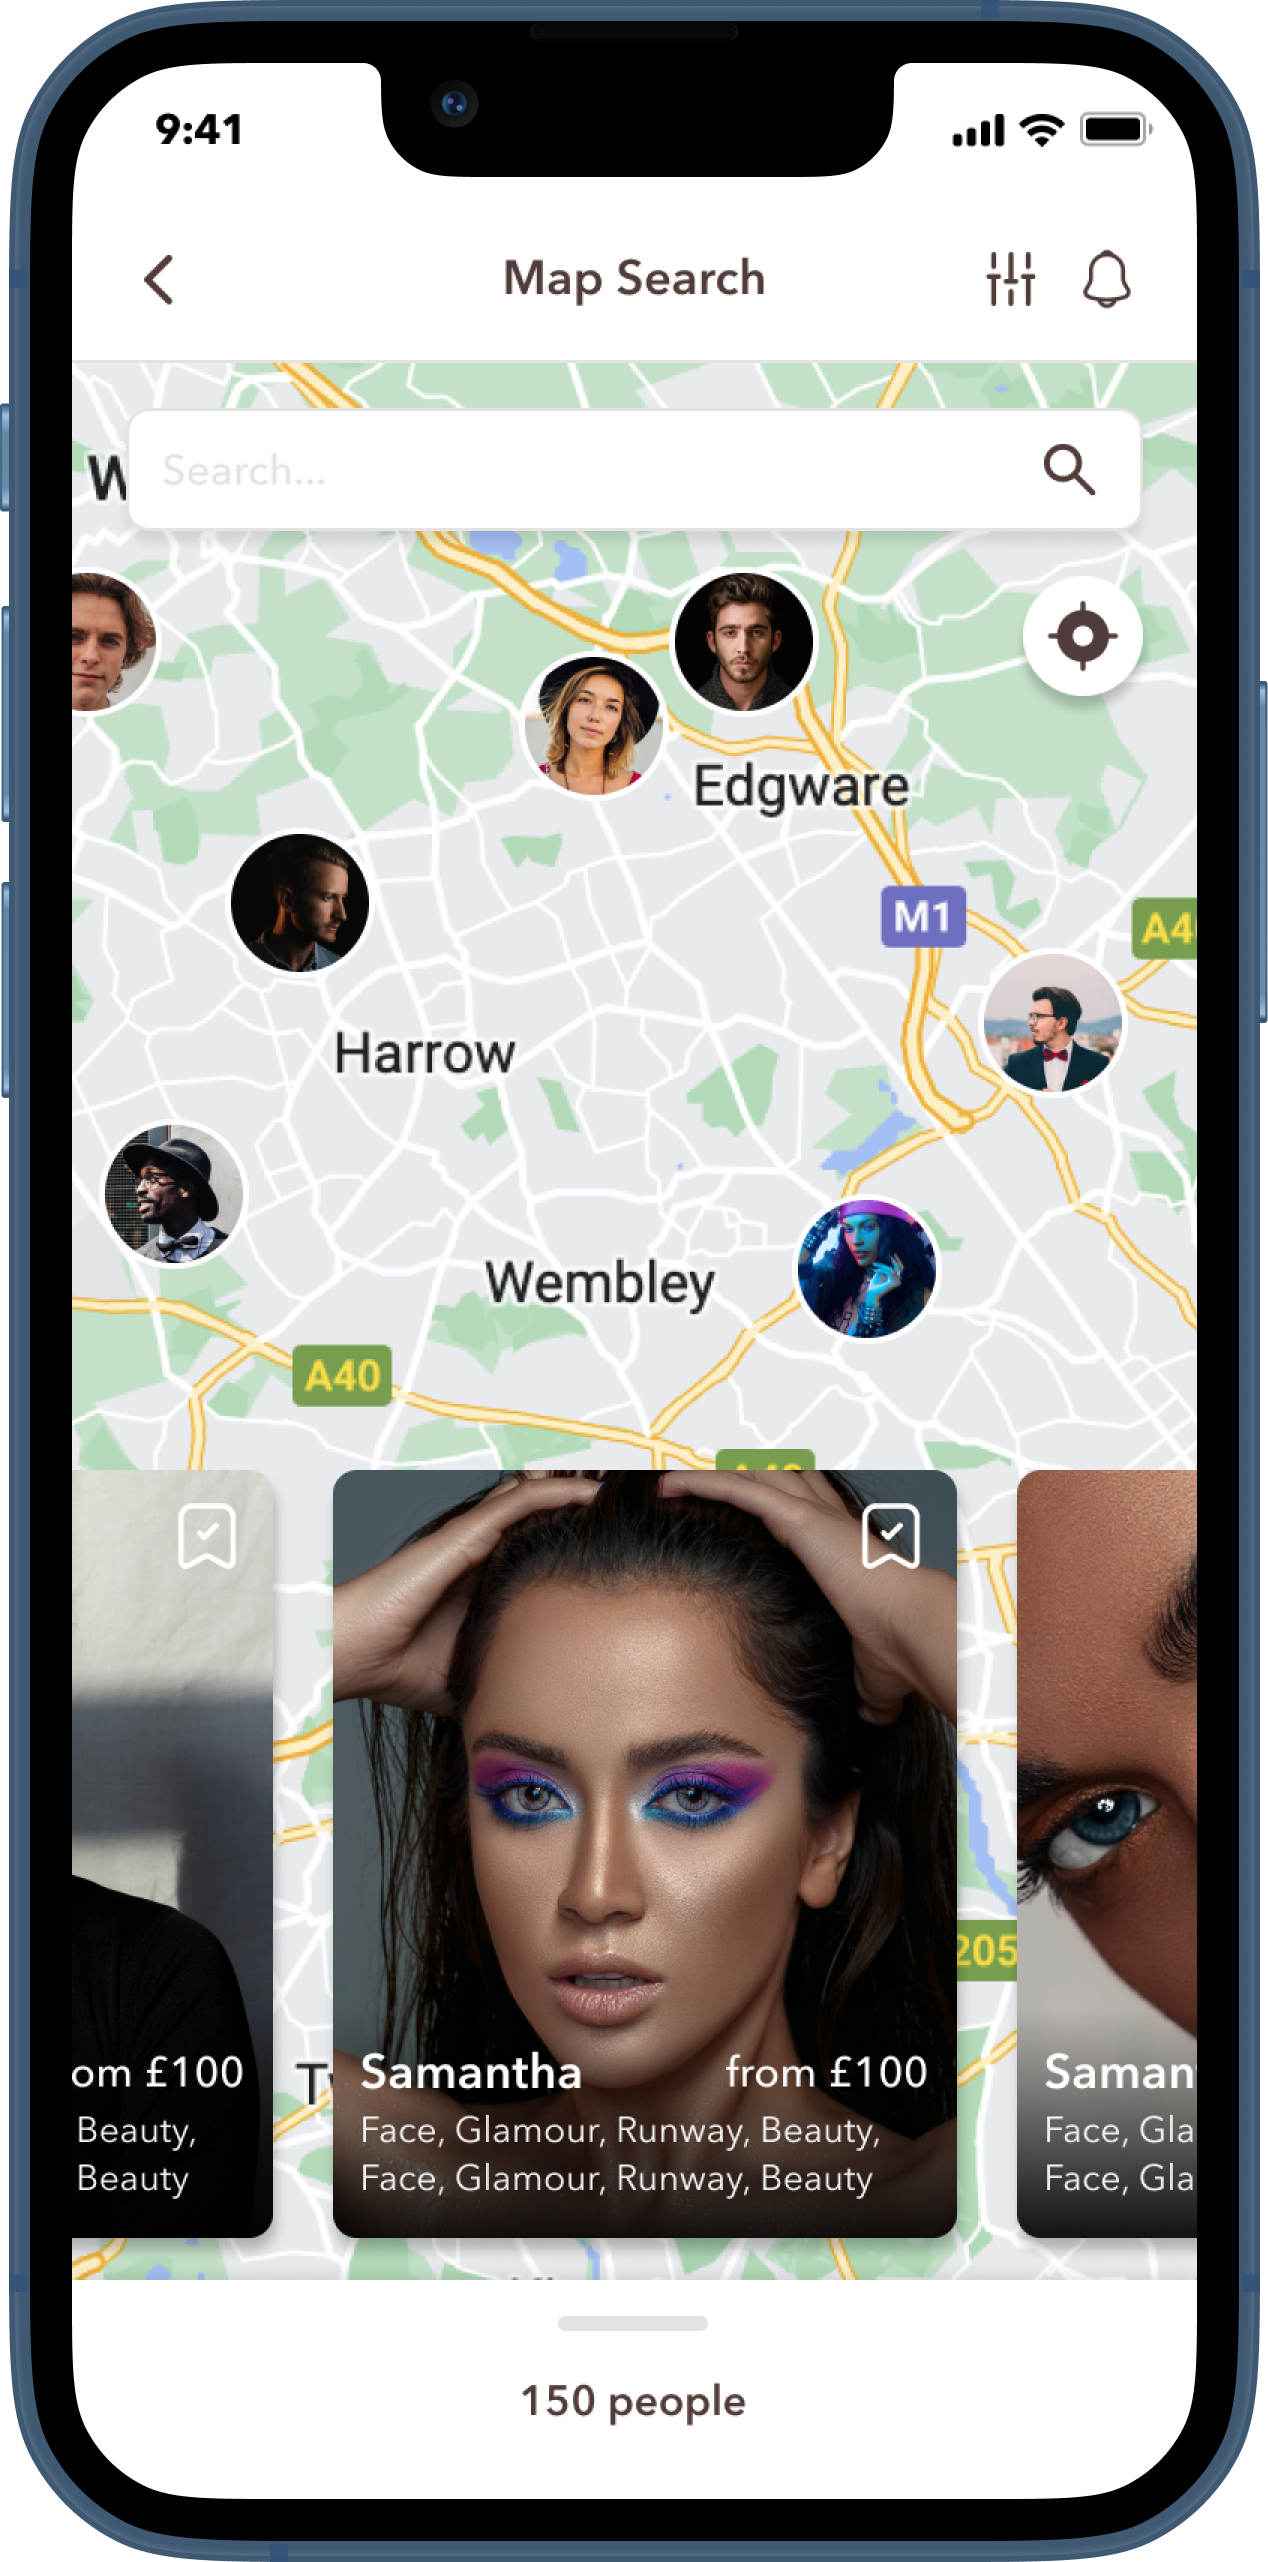 9:41
Map Search
Search...
W
Edgware
M1
A4
Harrow
Wembley
A40
205
om £100
Beauty,
Beauty
T
Samantha
from £100
Face, Glamour, Runway, Beauty,
Face, Glamour, Runway, Beauty
Saman
Face, Gla
Face, Gla
150 people